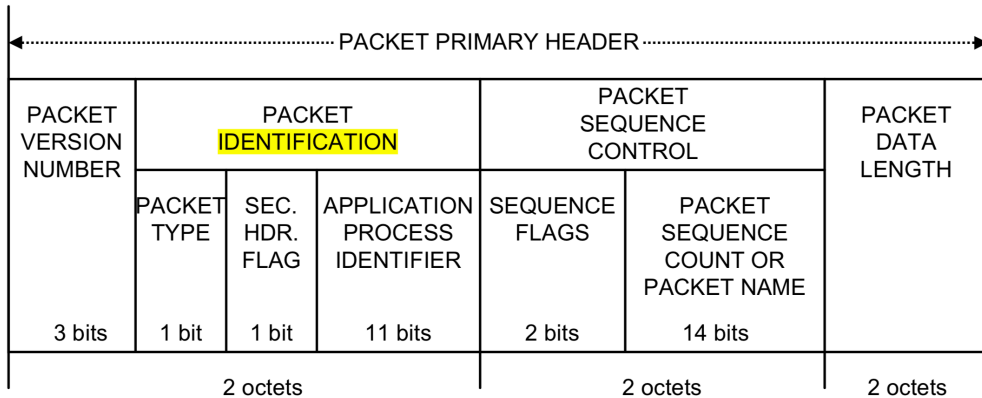 PACKET PRIMARY HEADER
PACKET
VERSION
NUMBER
3 bits
PACKET
IDENTIFICATION
PACKET
TYPE
1 bit
SEC.
HDR.
FLAG
1 bit
APPLICATION
PROCESS
IDENTIFIER
11 bits
PACKET
SEQUENCE
CONTROL
SEQUENCE
FLAGS
2 bits
PACKET
SEQUENCE
COUNT OR
PACKET NAME
14 bits
PACKET
DATA
LENGTH
2 octets
2 octets
2 octets